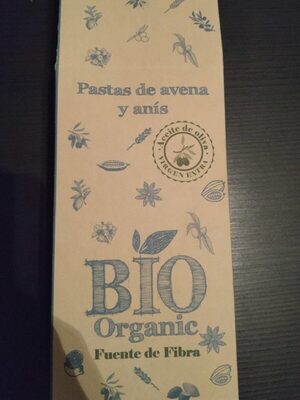 Pastas de avena
y anís
Aceite de oliva
VIRGEN EXTRA
BIO
Organic
Fuente de Fibra